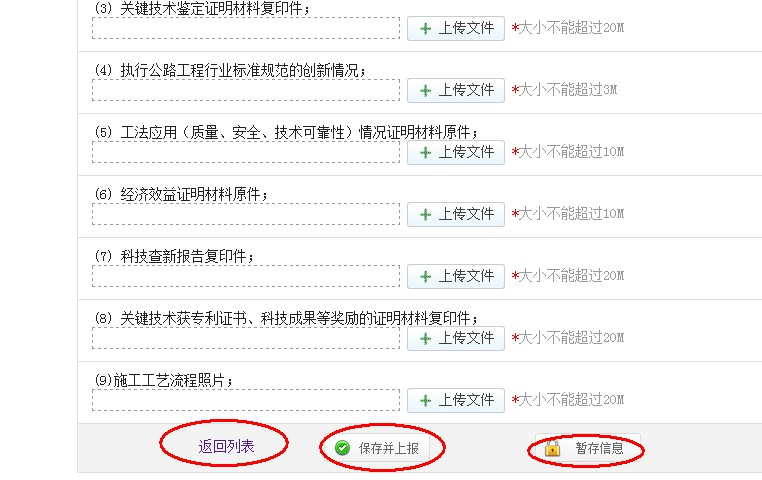 (3) 关键技术鉴定证明材料复印件；
上传文件 *大小不能超过20M
(4) 执行公路工程行业标准规范的创新情况；
上传文件 *大小不能超过3M
(5) 工法应用（质量、安全、技术可靠性）情况证明材料原件；
上传文件 *大小不能超过10M
(6) 经济效益证明材料原件；
上传文件 *大小不能超过10M
(7) 科技查新报告复印件；
上传文件 *大小不能超过20M
(8) 关键技术获专利证书、科技成果等奖励的证明材料复印件；
上传文件 *大小不能超过20M
(9)施工工艺流程照片；
上传文件 *大小不能超过20M
返回列表 保存并上报 暂存信息